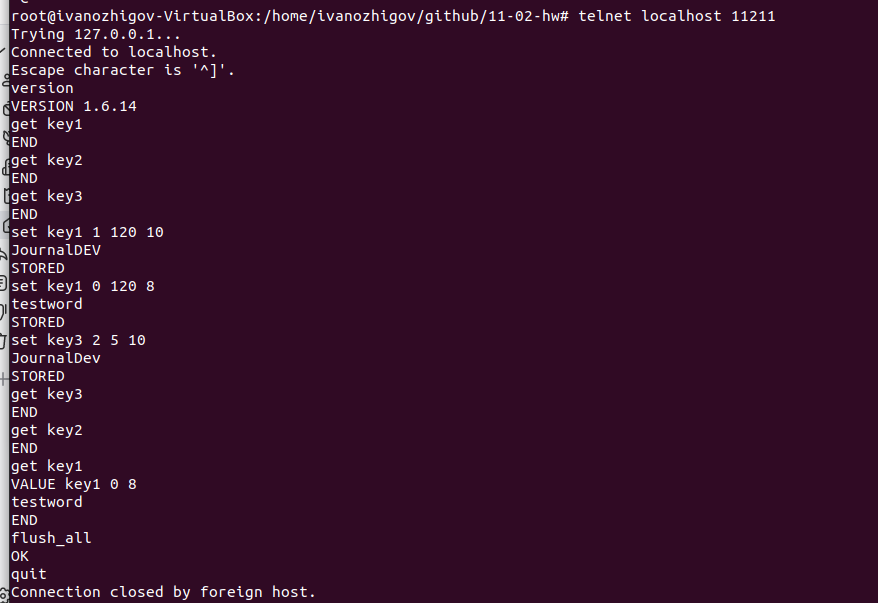 root@ivanozhigov-VirtualBox:/home/ivanozhigov/github/11-02-hw# telnet localhost 11211
Trying 127.0.0.1...
Connected to localhost.
Escape character is '^]'.
version
VERSION 1.6.14
get key1
END
get key2
END
get key3
END
set key1 1 120 10
JournalDEV
STORED
set key1 0 120 8
testword
STORED
set key3 2 5 10
JournalDev
STORED
get key3
END
get key2
END
get key1
VALUE key1 0 8
testword
END
flush_all
OK
quit
Connection closed by foreign host.